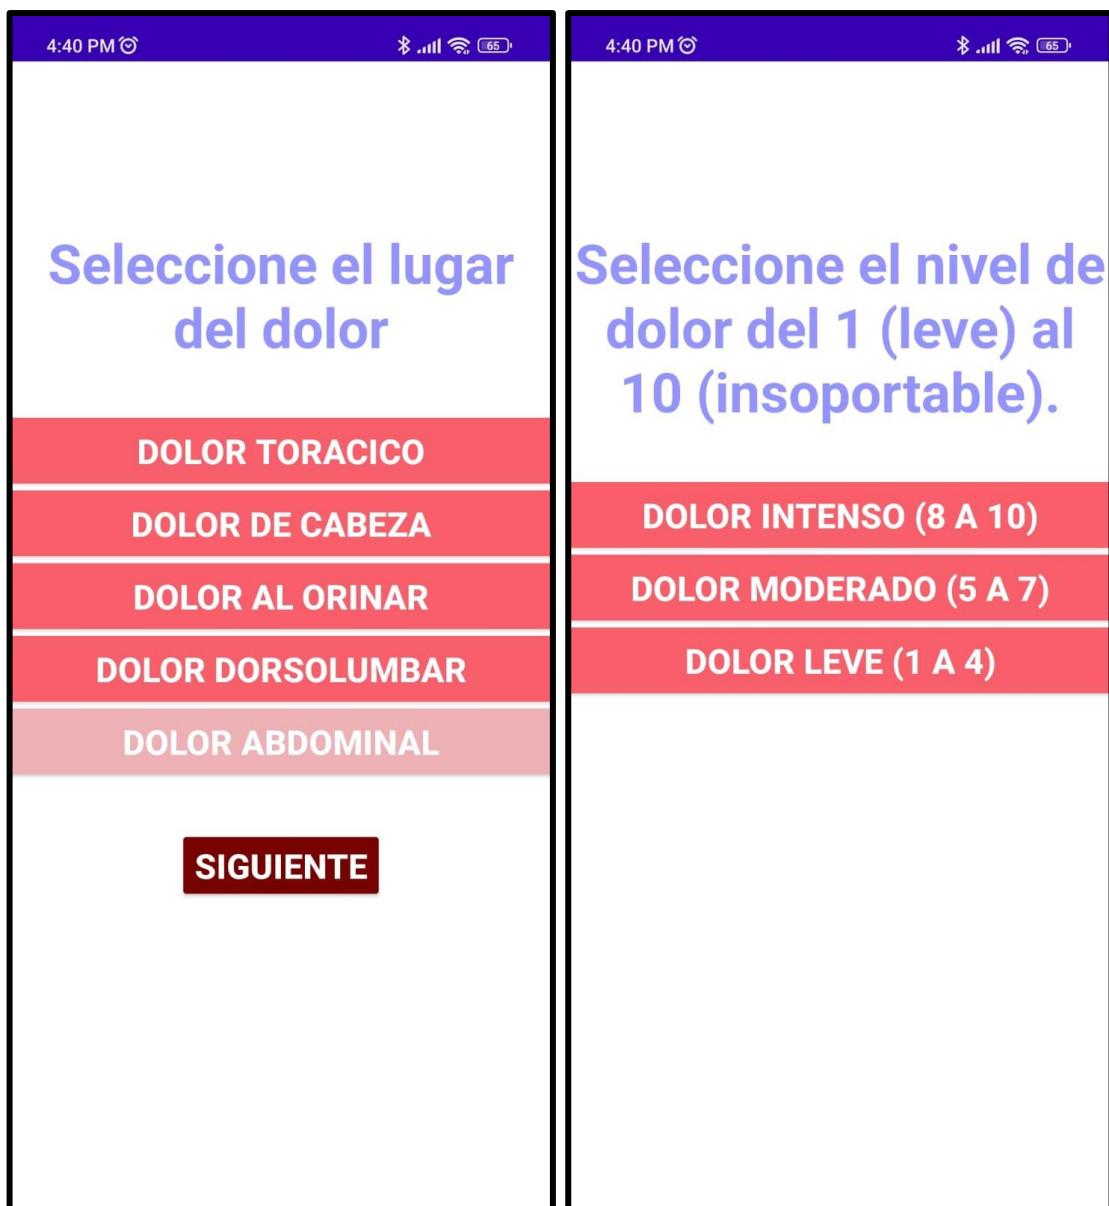 4:40 PM
65
Seleccione el lugar
del dolor
DOLOR TORACICO
DOLOR DE CABEZA
DOLOR AL ORINAR
DOLOR DORSOLUMBAR
DOLOR ABDOMINAL
SIGUIENTE
4:40 PM
65
Seleccione el nivel de
dolor del 1 (leve) al
10 (insoportable).
DOLOR INTENSO (8 A 10)
DOLOR MODERADO (5 A 7)
DOLOR LEVE (1 A 4)